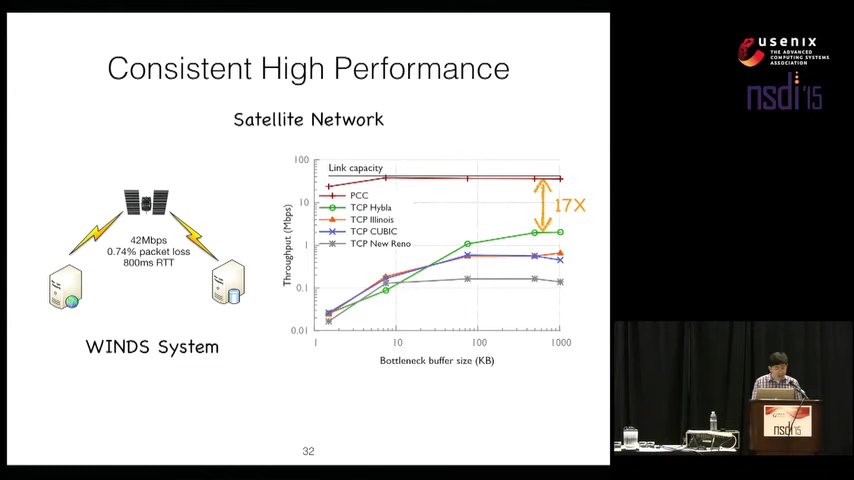 Consistent High Performance
Satellite Network
42Mbps
0.74% packet loss
800ms RTT
WINDS System
Throughput (Mbps)
100
10
1
0.1
0.01
Link capacity
PCC
TCP Hybla
TCP Illinois
TCP CUBIC
TCP New Reno
17X
1
10
100
1000
Bottleneck buffer size (KB)
32
usenix
THE ADVANCED
COMPUTING SYSTEMS
ASSOCIATION
nsdi'15
nsdi'15